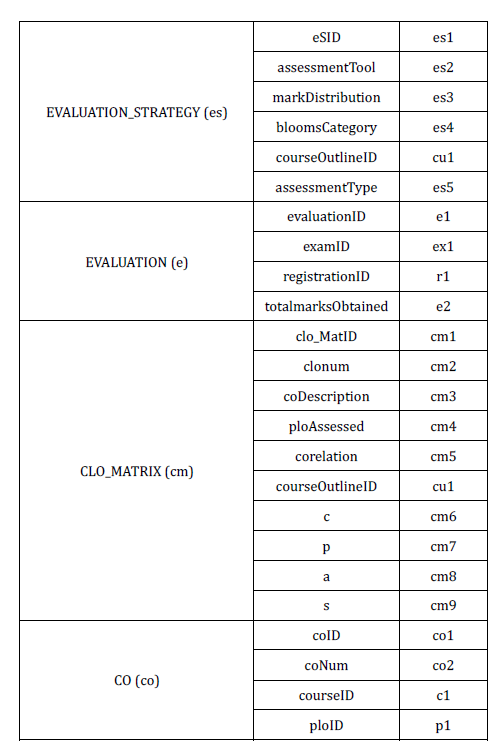 EVALUATION_STRATEGY (es)
eSID es1
assessmentTool es2
markDistribution es3
bloomsCategory es4
courseOutlineID cu1
assessmentType es5
EVALUATION (e)
evaluationID e1
examID ex1
registrationID r1
totalmarksObtained e2
CLO_MATRIX (cm)
clo_MatID cm1
clonum cm2
coDescription cm3
ploAssessed cm4
corelation cm5
courseOutlineID cu1
c cm6
p cm7
a cm8
s cm9
CO (co)
coID co1
coNum co2
courseID c1
ploID p1